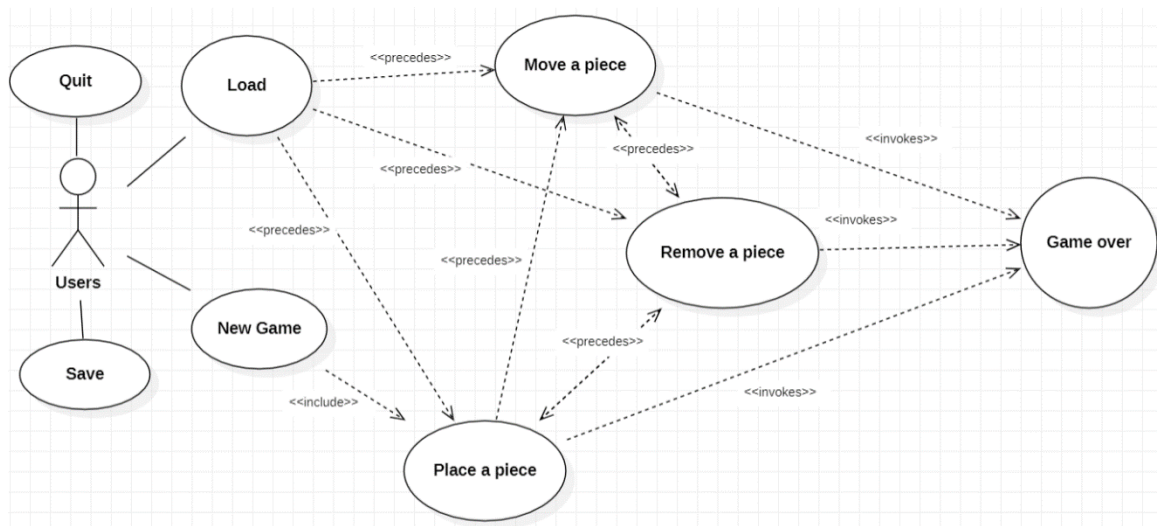 Move a piece
<<precedes>>
Quit
Load
<<invokes>>
<<precedes>>
<<precedes>>
<<invokes>>
<<precedes>>
Game over
Remove a piece
<<precedes>>
Users
New Game
<<precedes>>
Save
<<include>>
<<invokes>>
Place a piece